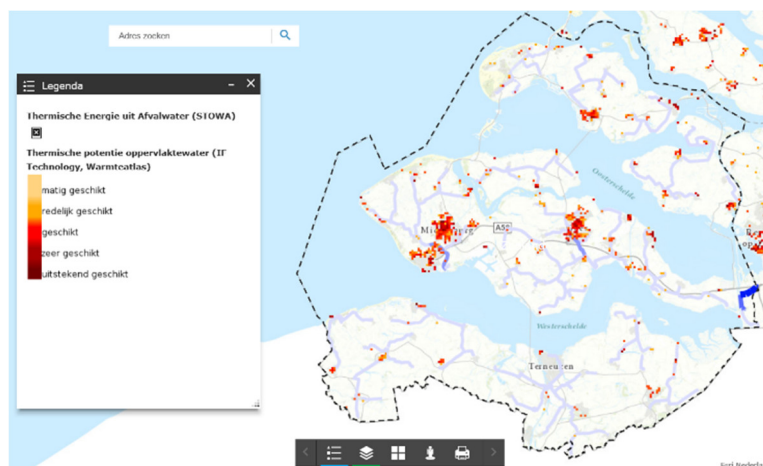 Adres zoeken
Legenda
Thermische Energie uit Afvalwater (STOWA)
Thermische potentie oppervlaktewater (IF
Technology, Warmteatlas)
matig geschikt
redelijk geschikt
geschikt
zeer geschikt
uitstekend geschikt
Oosterschelde
A58
Westerschelde
Terneuzen